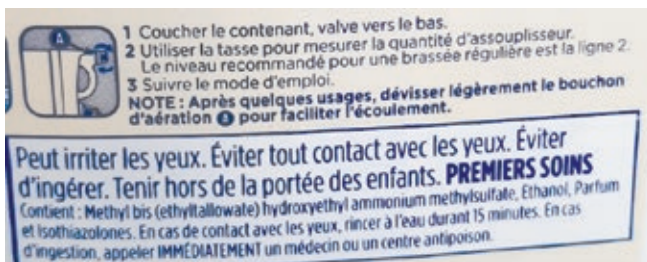 A
1 Coucher le contenant, valve vers le bas.
2 Utiliser la tasse pour mesurer la quantité d'assouplisseur.
Le niveau recommandé pour une brassée régulière est la ligne 2.
3 Suivre le mode d'emploi.
NOTE : Après quelques usages, dévisser légèrement le bouchon
d'aération B pour faciliter l'écoulement.
Peut irriter les yeux. Éviter tout contact avec les yeux. Éviter
d'ingérer. Tenir hors de la portée des enfants. PREMIERS SOINS
Contient : Methyl bis (ethyltallowate) hydroxyethyl ammonium methylsulfate, Ethanol, Parfum
et Isothiazolones. En cas de contact avec les yeux, rincer à l'eau durant 15 minutes. En cas
d'ingestion, appeler IMMÉDIATEMENT un médecin ou un centre antipoison.